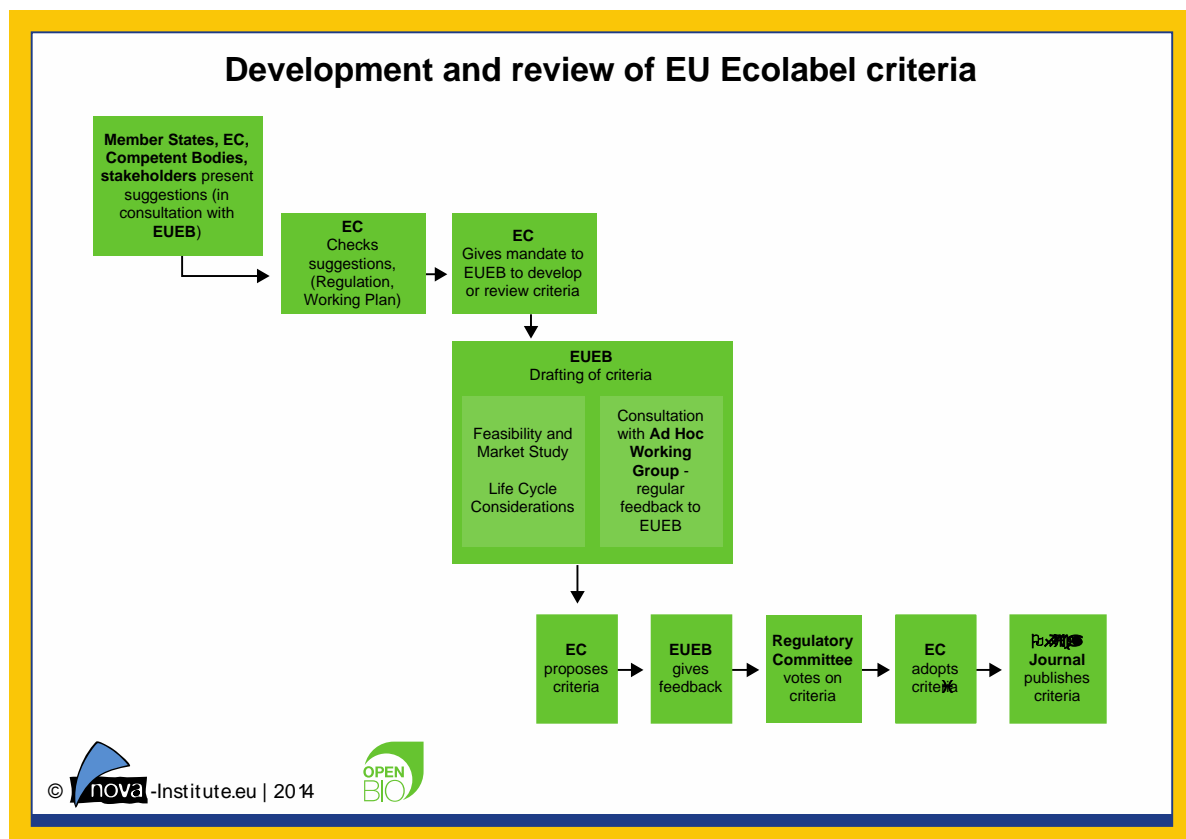 Development and review of EU Ecolabel criteria
Member States, EC,
Competent Bodies,
stakeholders present
suggestions (in
consultation with
EUEB)
EC
Checks
suggestions,
(Regulation,
Working Plan)
EC
Gives mandate to
EUEB to develop
or review criteria
EUEB
Drafting of criteria
Feasibility and
Market Study
Life Cycle
Considerations
Consultation
with Ad Hoc
Working
Group -
regular
feedback to
EUEB
EC
proposes
criteria
EUEB
gives
feedback
Regulatory
Committee
votes on
criteria
EC
adopts
criteria
Journal
publishes
criteria
© nova-Institute.eu | 2014
OPEN
BIO